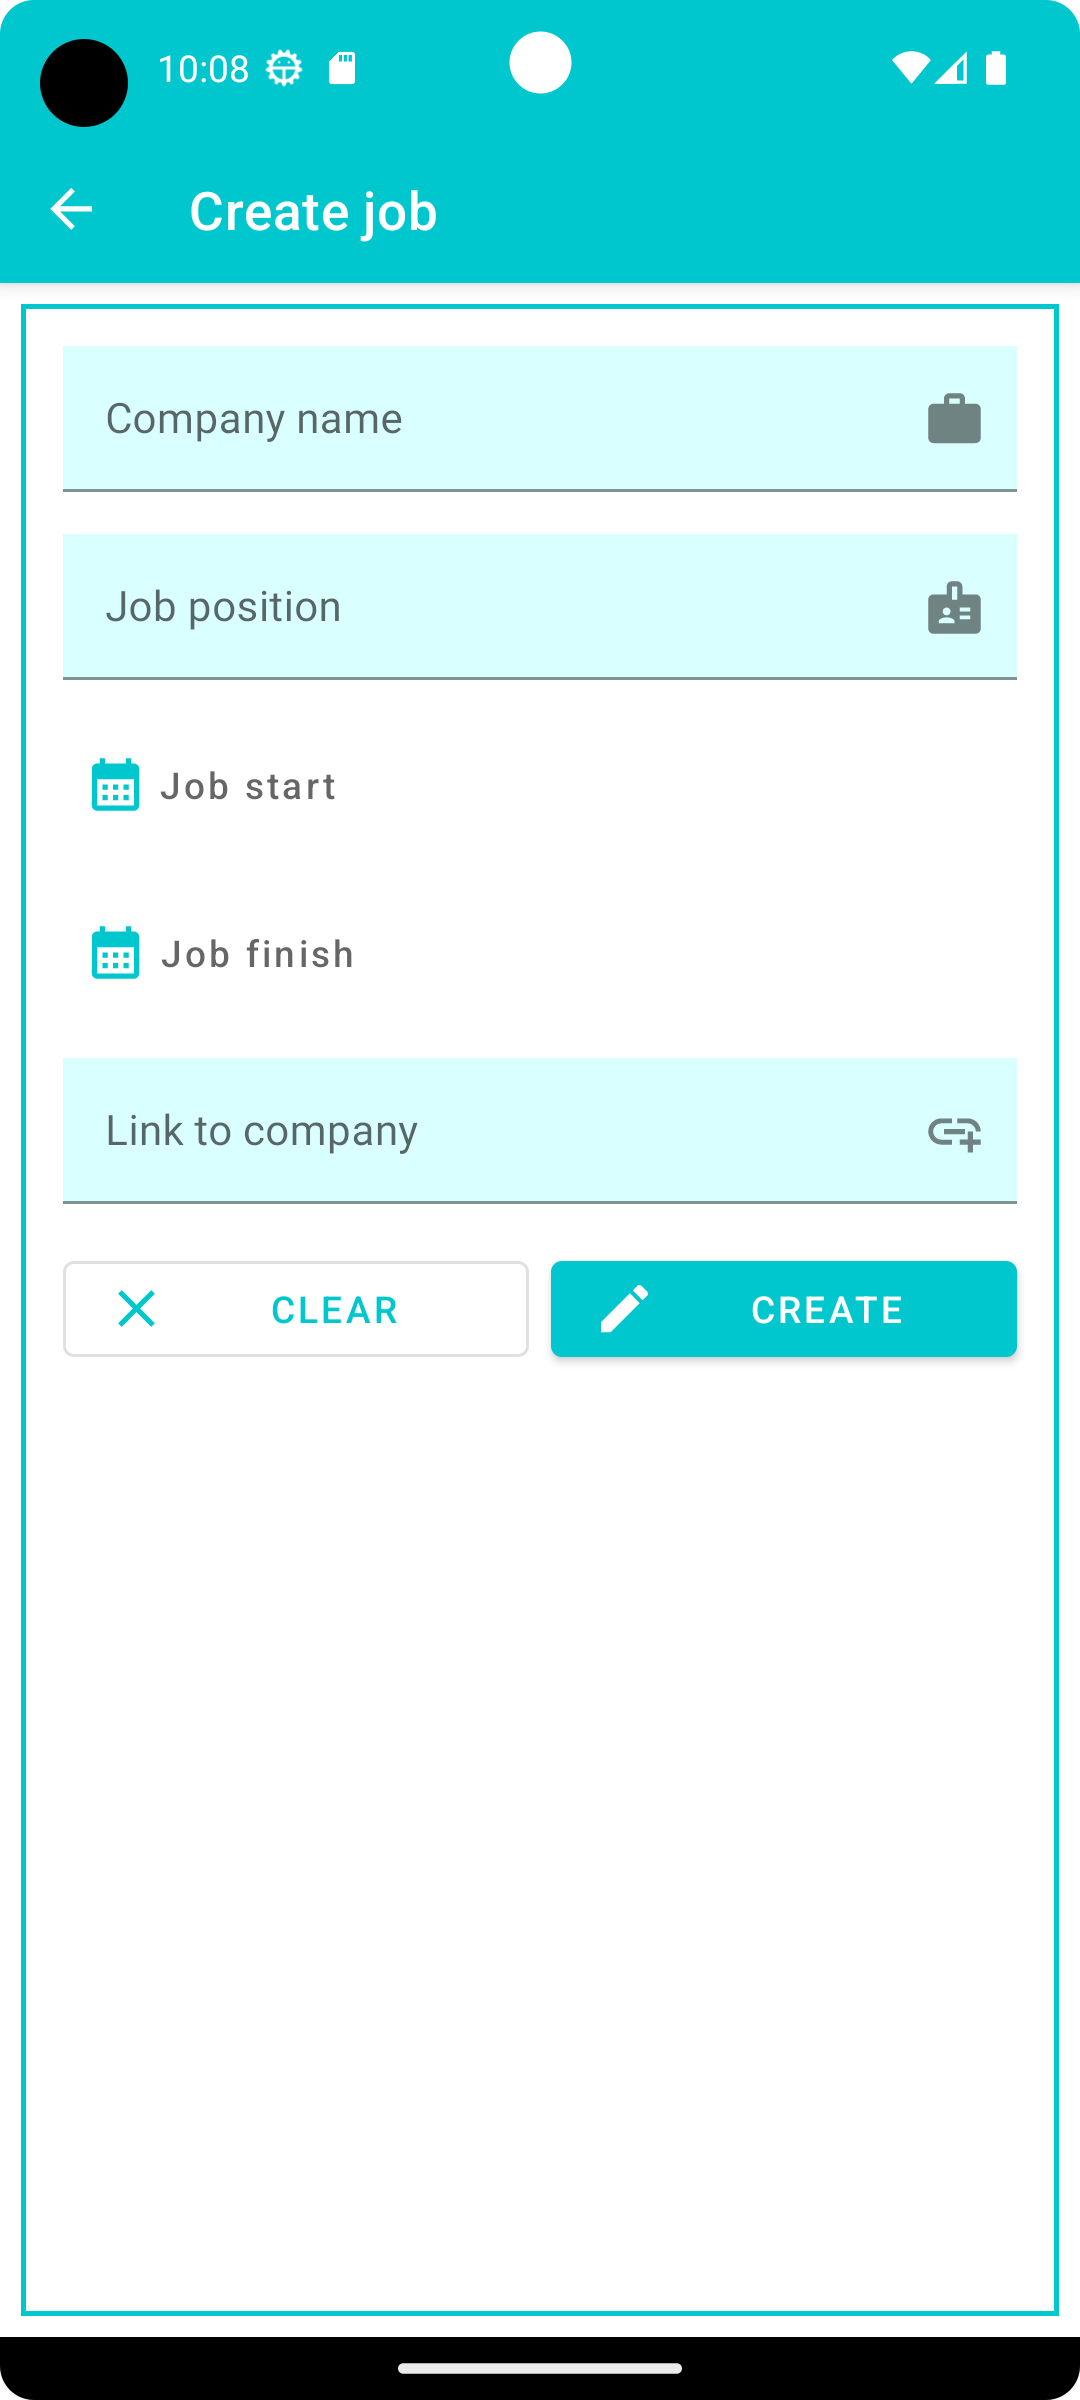 10:08
Create job
Company name
Job position
Job start
Job finish
Link to company
CLEAR
CREATE